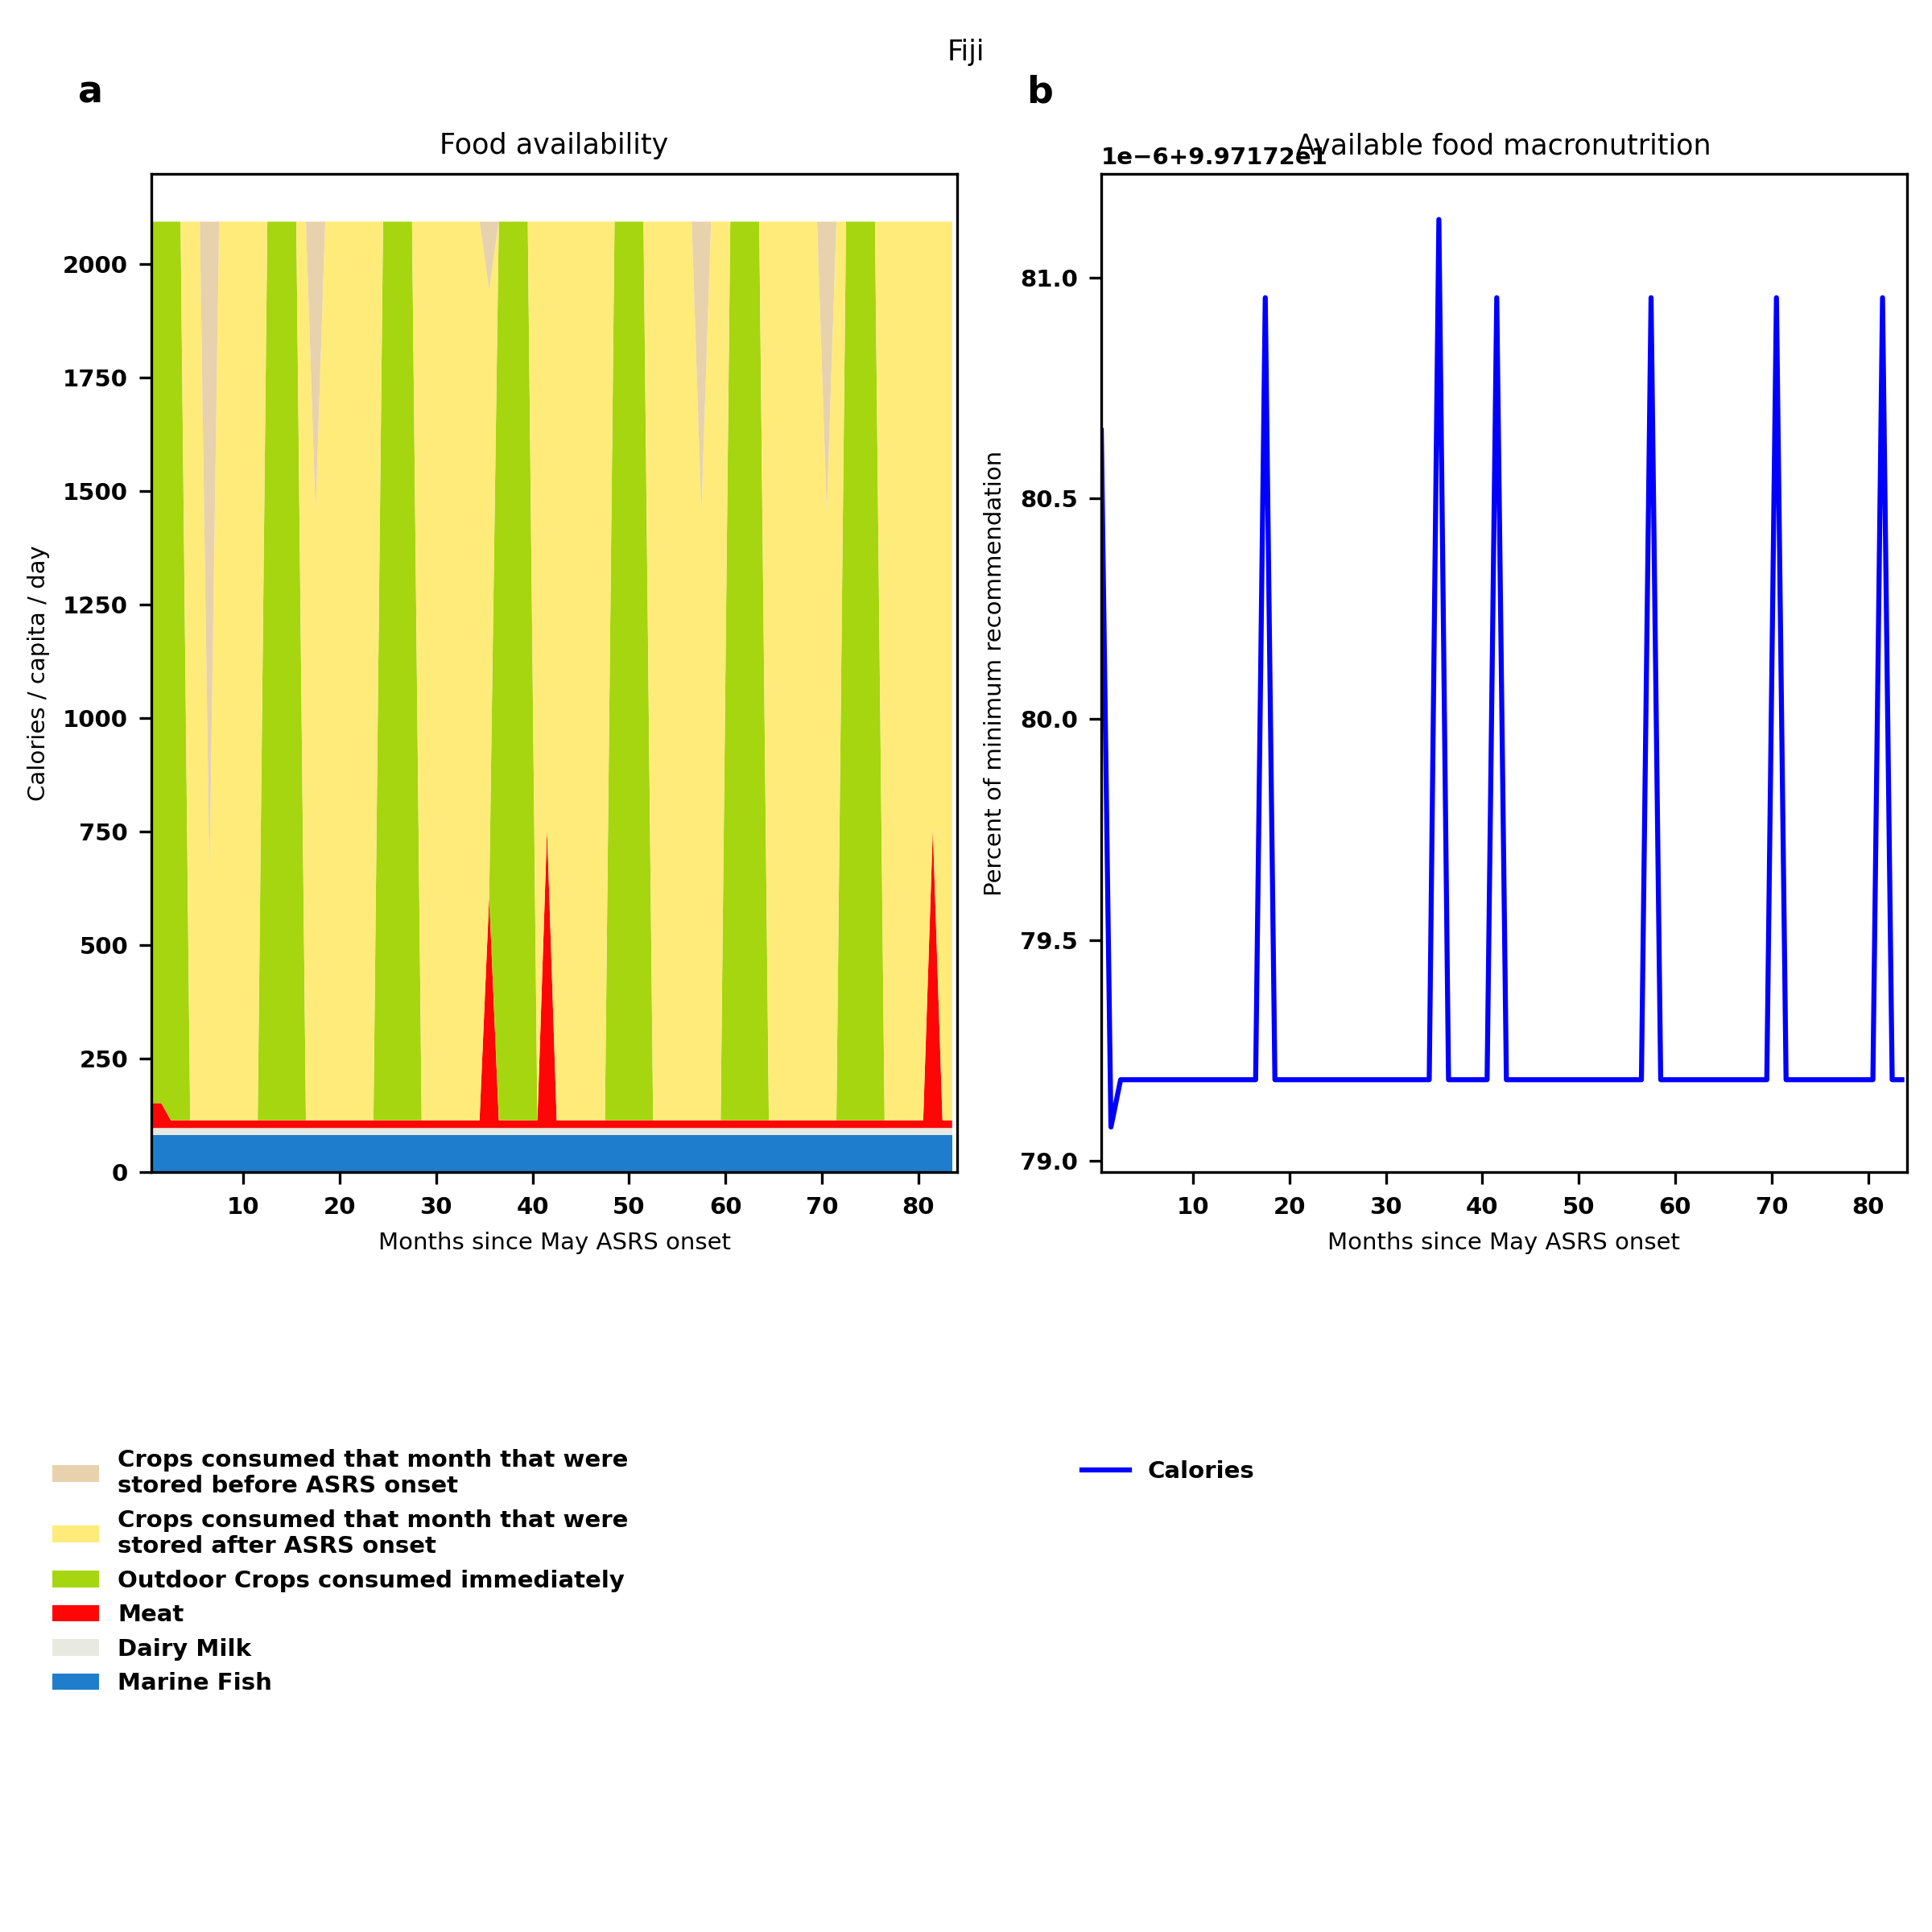 Fiji
a
b
Food availability
Available food macronutrition
1e−6+9.97172e1
Calories / capita / day
2000
1750
1500
1250
1000
750
500
250
0
10 20 30 40 50 60 70 80
Months since May ASRS onset
Percent of minimum recommendation
81.0
80.5
80.0
79.5
79.0
10 20 30 40 50 60 70 80
Months since May ASRS onset
Crops consumed that month that were
stored before ASRS onset
Crops consumed that month that were
stored after ASRS onset
Outdoor Crops consumed immediately
Meat
Dairy Milk
Marine Fish
Calories